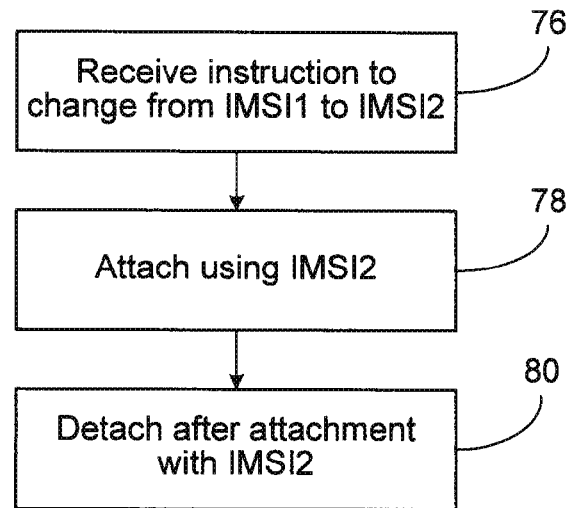 76
Receive instruction to
change from IMSI1 to IMSI2
78
Attach using IMSI2
80
Detach after attachment
with IMSI2